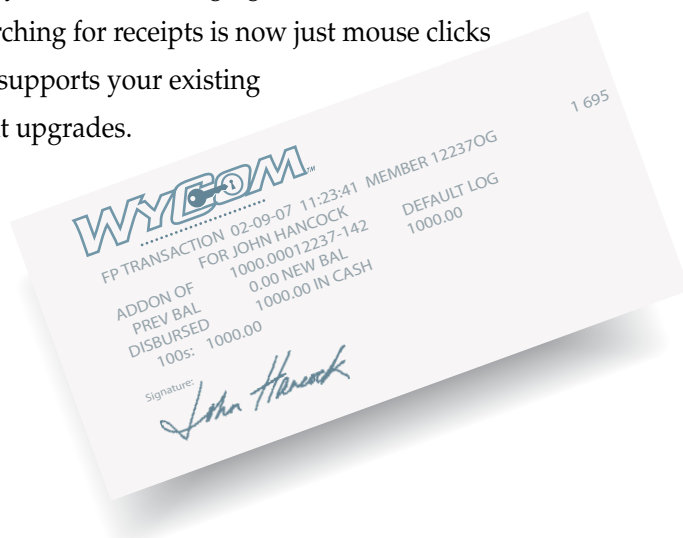 rching for receipts is now just mouse clicks
supports your existing
t upgrades.
1 695
WYCOM™
FP TRANSACTION 02-09-07 11:23:41 MEMBER 12237OG
FOR JOHN HANCOCK
ADDON OF 1000.00012237-142 DEFAULT LOG
PREV BAL 0.00 NEW BAL 1000.00
DISBURSED 1000.00 IN CASH
100s: 1000.00
Signature: John Hancock